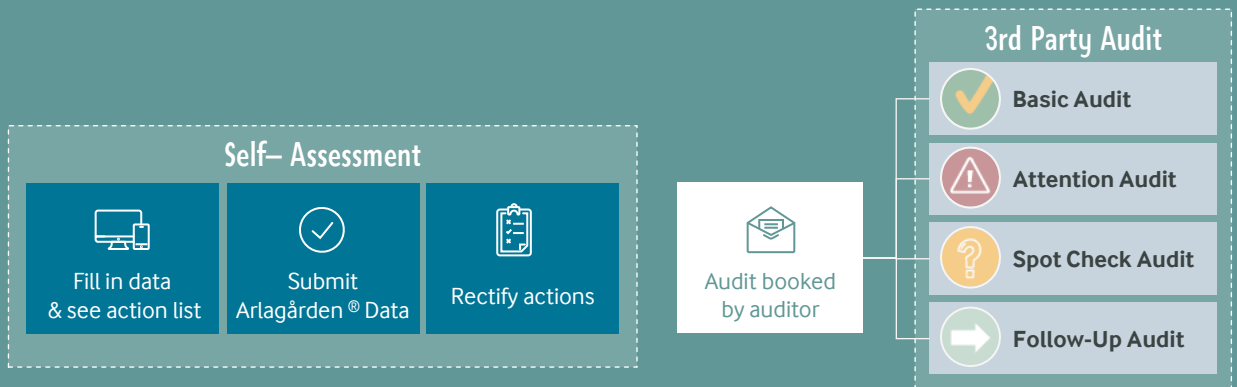 Self– Assessment
Fill in data
& see action list
Submit
Arlagården ® Data
Rectify actions
Audit booked
by auditor
3rd Party Audit
Basic Audit
Attention Audit
Spot Check Audit
Follow-Up Audit